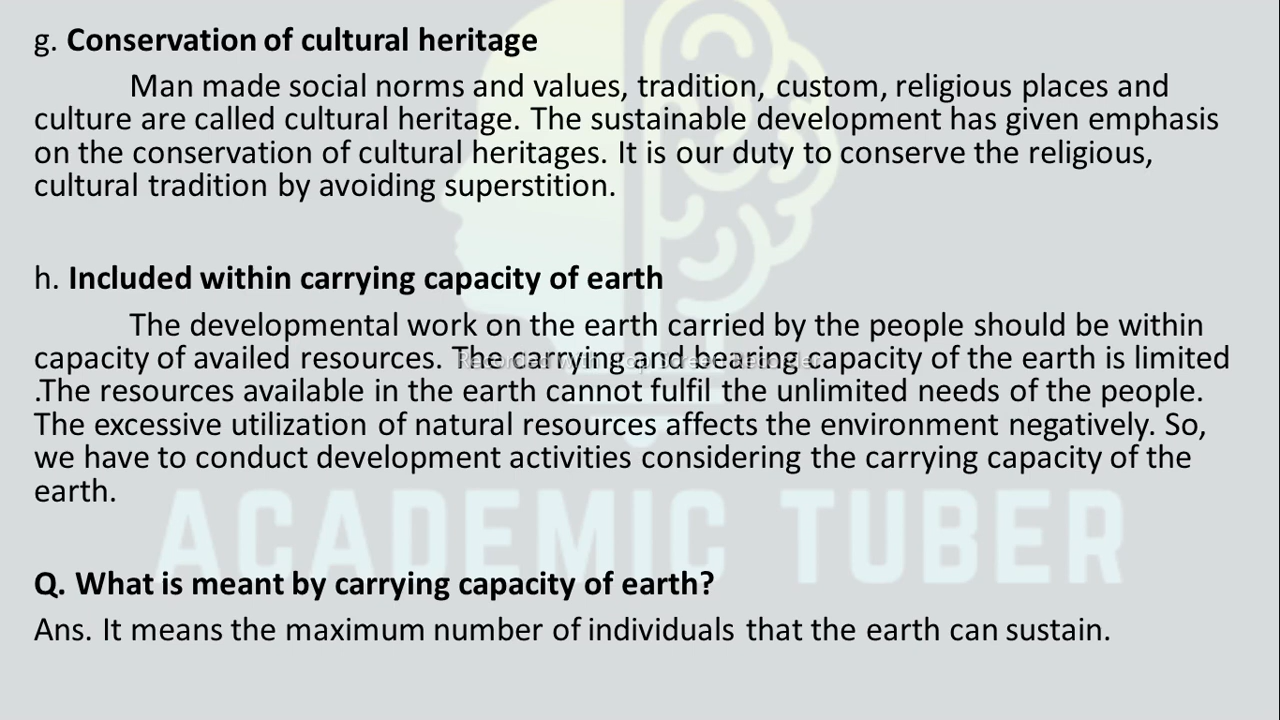 g. Conservation of cultural heritage
Man made social norms and values, tradition, custom, religious places and
culture are called cultural heritage. The sustainable development has given emphasis
on the conservation of cultural heritages. It is our duty to conserve the religious,
cultural tradition by avoiding superstition.
h. Included within carrying capacity of earth
The developmental work on the earth carried by the people should be within
capacity of availed resources. The carrying and bearing capacity of the earth is limited
.The resources available in the earth cannot fulfil the unlimited needs of the people.
The excessive utilization of natural resources affects the environment negatively. So,
we have to conduct development activities considering the carrying capacity of the
earth.
ACADEMIC TUBER
Q. What is meant by carrying capacity of earth?
Ans. It means the maximum number of individuals that the earth can sustain.